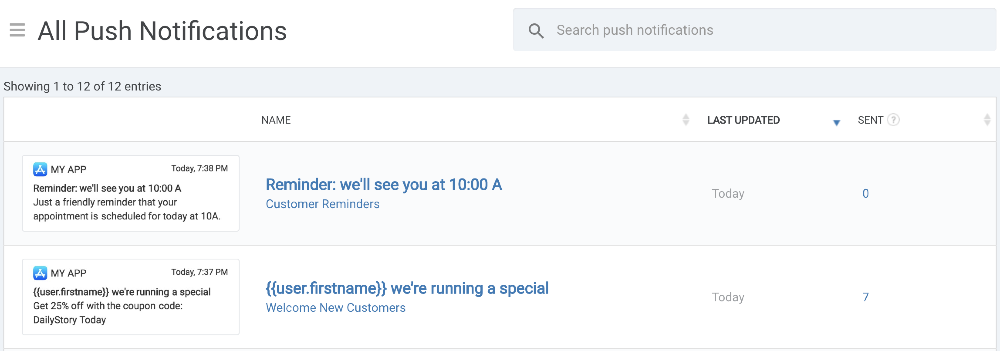 All Push Notifications
Search push notifications
Showing 1 to 12 of 12 entries
NAME LAST UPDATED SENT ?
MY APP Today, 7:38 PM
Reminder: we'll see you at 10:00 A
Just a friendly reminder that your
appointment is scheduled for today at 10A.
Reminder: we'll see you at 10:00 A
Customer Reminders
Today
0
MY APP Today, 7:37 PM
{{user.firstname}} we're running a special
Get 25% off with the coupon code:
DailyStory Today
{{user.firstname}} we're running a special
Welcome New Customers
Today
7